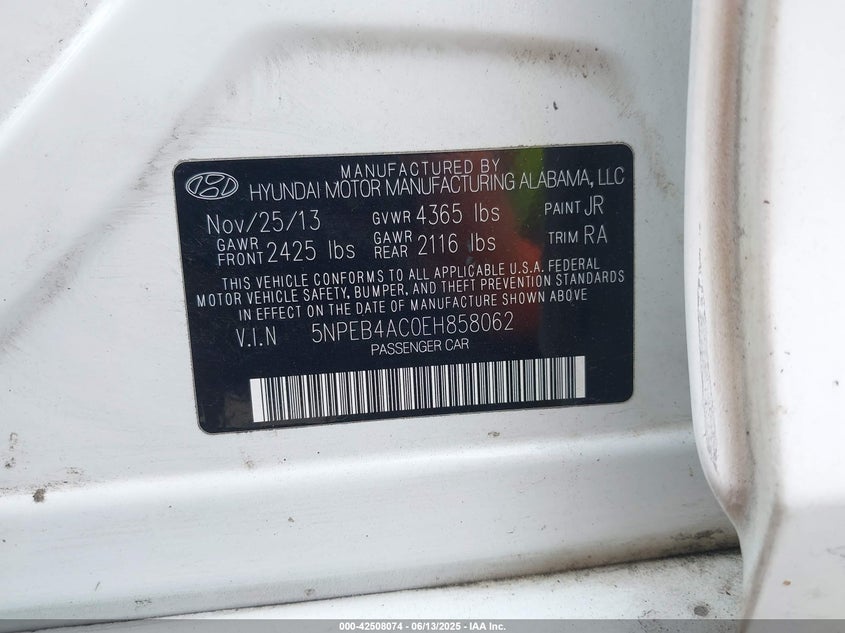 MANUFACTURED BY
HYUNDAI MOTOR MANUFACTURING ALABAMA, LLC
Nov/25/13 GVWR 4365 lbs PAINT JR
GAWR FRONT 2425 lbs GAWR REAR 2116 lbs TRIM RA
THIS VEHICLE CONFORMS TO ALL APPLICABLE U.S.A. FEDERAL
MOTOR VEHICLE SAFETY, BUMPER, AND THEFT PREVENTION STANDARDS
IN EFFECT ON THE DATE OF MANUFACTURE SHOWN ABOVE
V.I.N 5NPEB4AC0EH858062
PASSENGER CAR
000-42508074 - 06/13/2025 - IAA Inc.